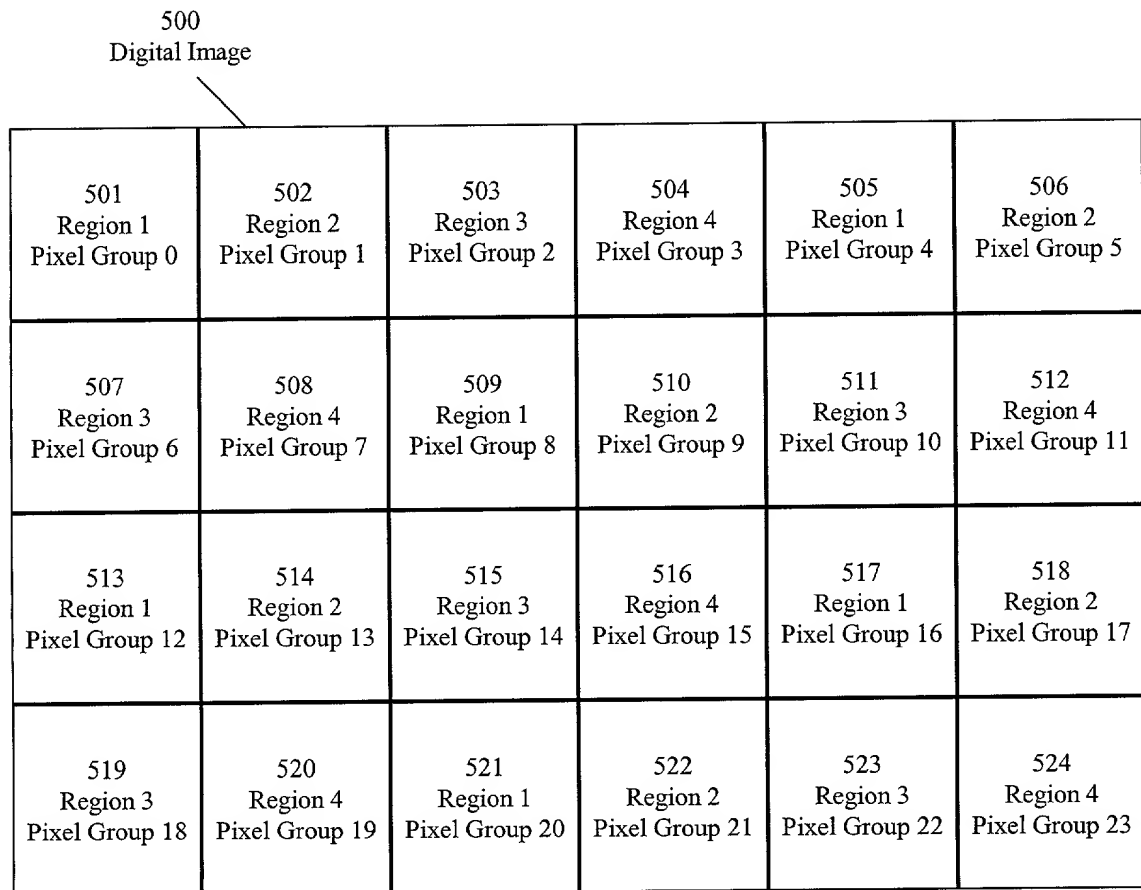 500
Digital Image
501
Region 1
Pixel Group 0
502
Region 2
Pixel Group 1
503
Region 3
Pixel Group 2
504
Region 4
Pixel Group 3
505
Region 1
Pixel Group 4
506
Region 2
Pixel Group 5
507
Region 3
Pixel Group 6
508
Region 4
Pixel Group 7
509
Region 1
Pixel Group 8
510
Region 2
Pixel Group 9
511
Region 3
Pixel Group 10
512
Region 4
Pixel Group 11
513
Region 1
Pixel Group 12
514
Region 2
Pixel Group 13
515
Region 3
Pixel Group 14
516
Region 4
Pixel Group 15
517
Region 1
Pixel Group 16
518
Region 2
Pixel Group 17
519
Region 3
Pixel Group 18
520
Region 4
Pixel Group 19
521
Region 1
Pixel Group 20
522
Region 2
Pixel Group 21
523
Region 3
Pixel Group 22
524
Region 4
Pixel Group 23